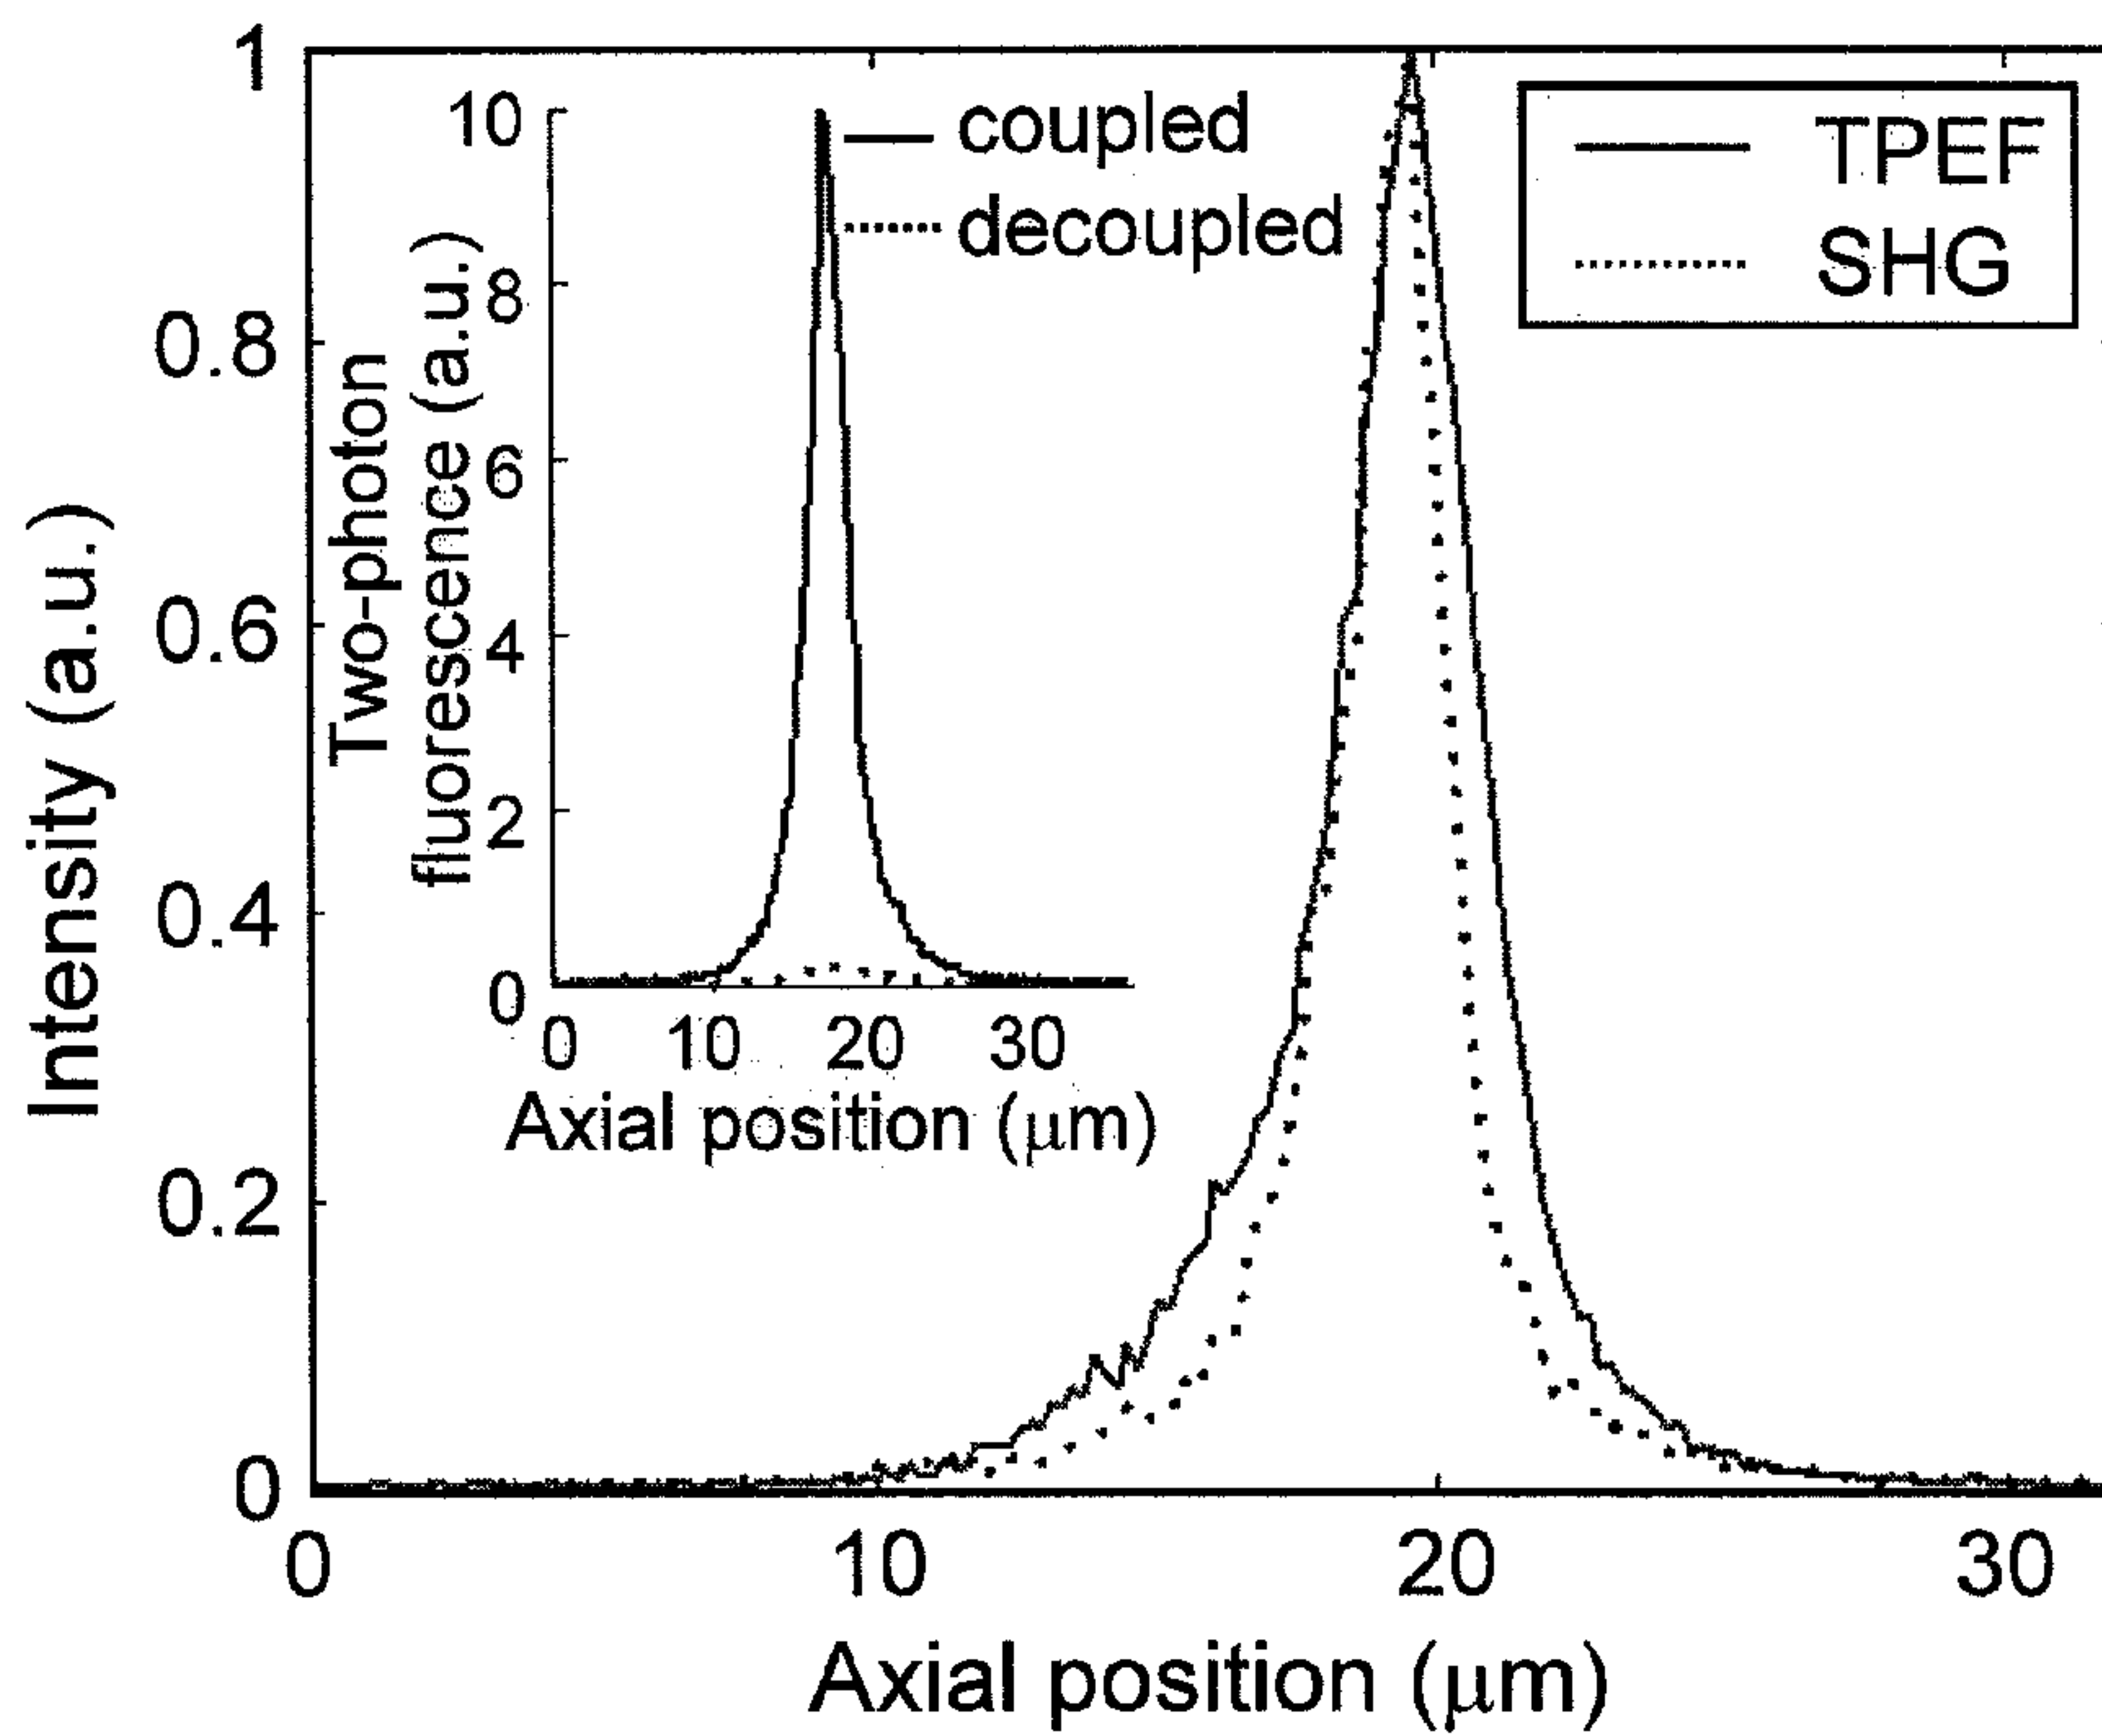 Intensity (a.u.)
1
0.8
0.6
0.4
0.2
0
0 10 20 30
Axial position (μm)
TPEF
SHG
Two-photon
fluorescence (a.u.)
10
8
6
4
2
0
0 10 20 30
Axial position (μm)
coupled
decoupled